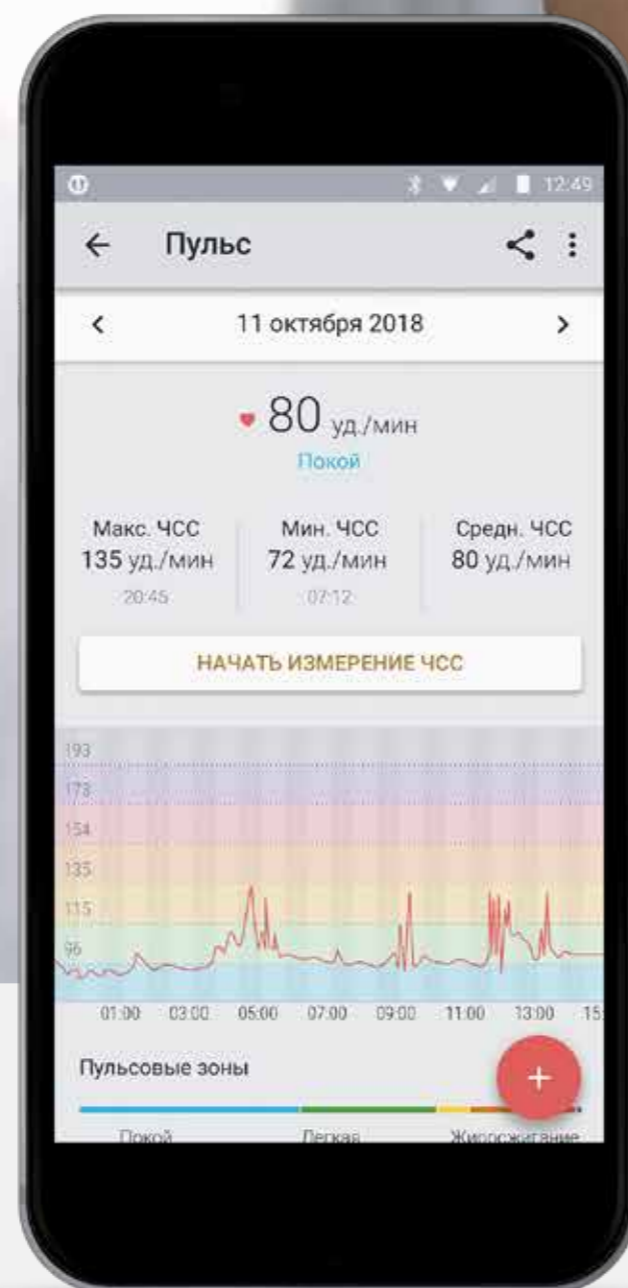 12:49
Пульс
11 октября 2018
80 уд./мин
Покой
Макс. ЧСС Мин. ЧСС Средн. ЧСС
135 уд./мин 72 уд./мин 80 уд./мин
20:45 07:12
НАЧАТЬ ИЗМЕРЕНИЕ ЧСС
193
173
154
135
115
96
01:00 03:00 05:00 07:00 09:00 11:00 13:00 15:
Пульсовые зоны
Покой Легкая Жиросжигание